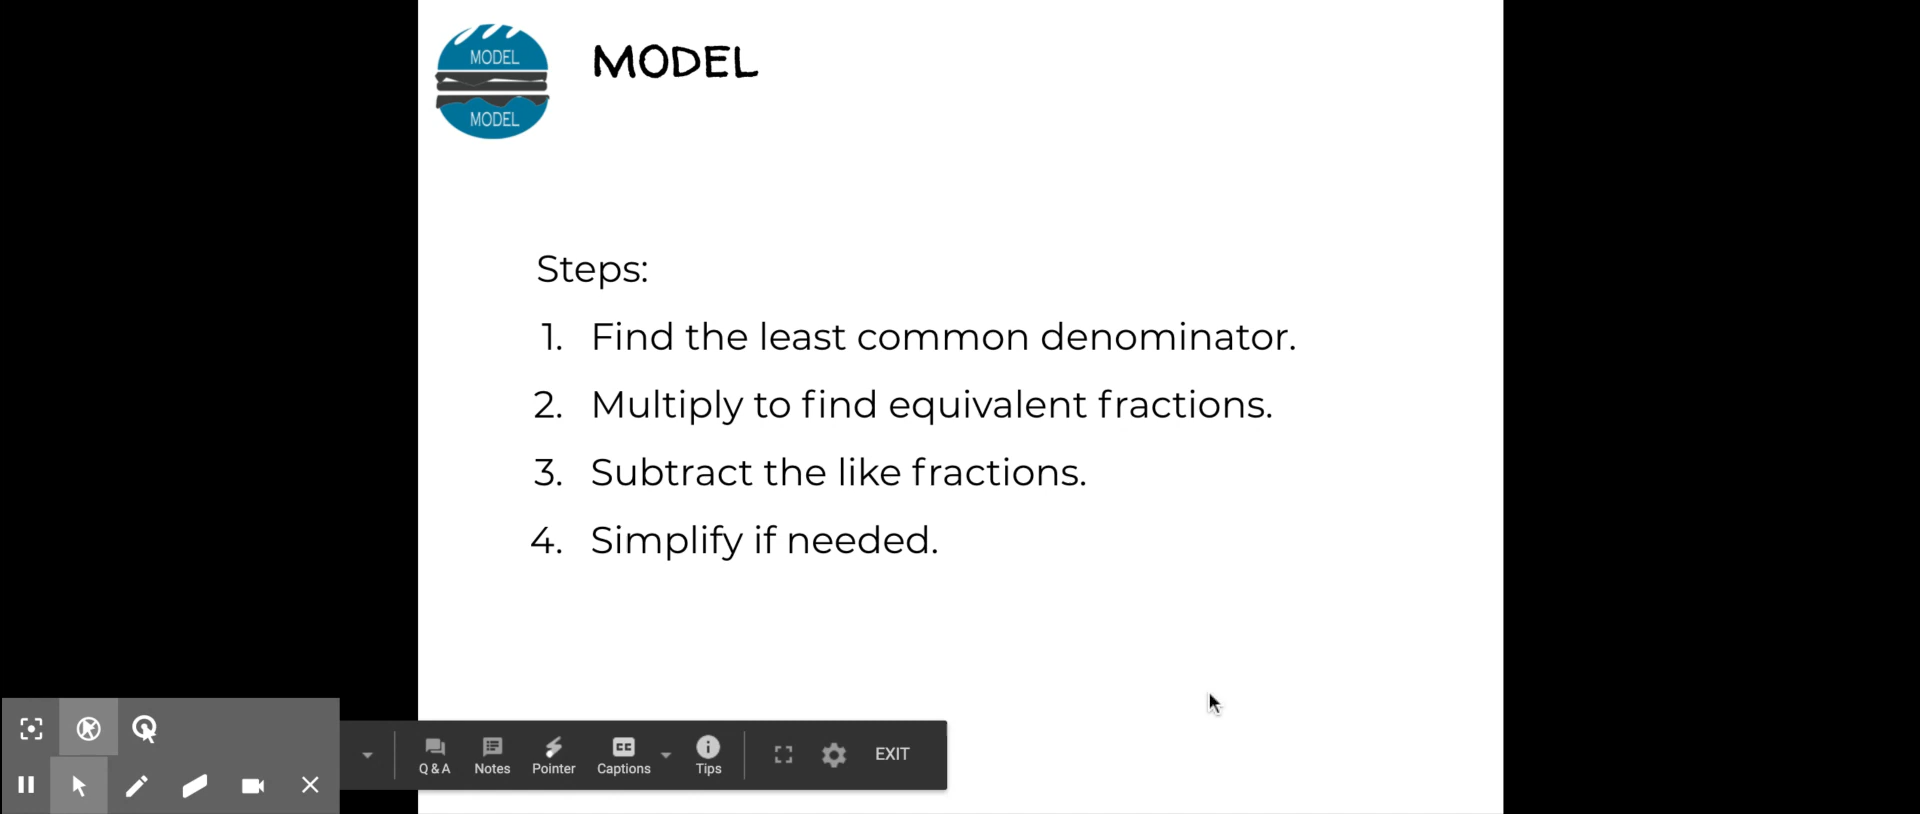 MODEL
MODEL
MODEL
Steps:
1. Find the least common denominator.
2. Multiply to find equivalent fractions.
3. Subtract the like fractions.
4. Simplify if needed.
Q & A Notes Pointer CC Captions Tips EXIT